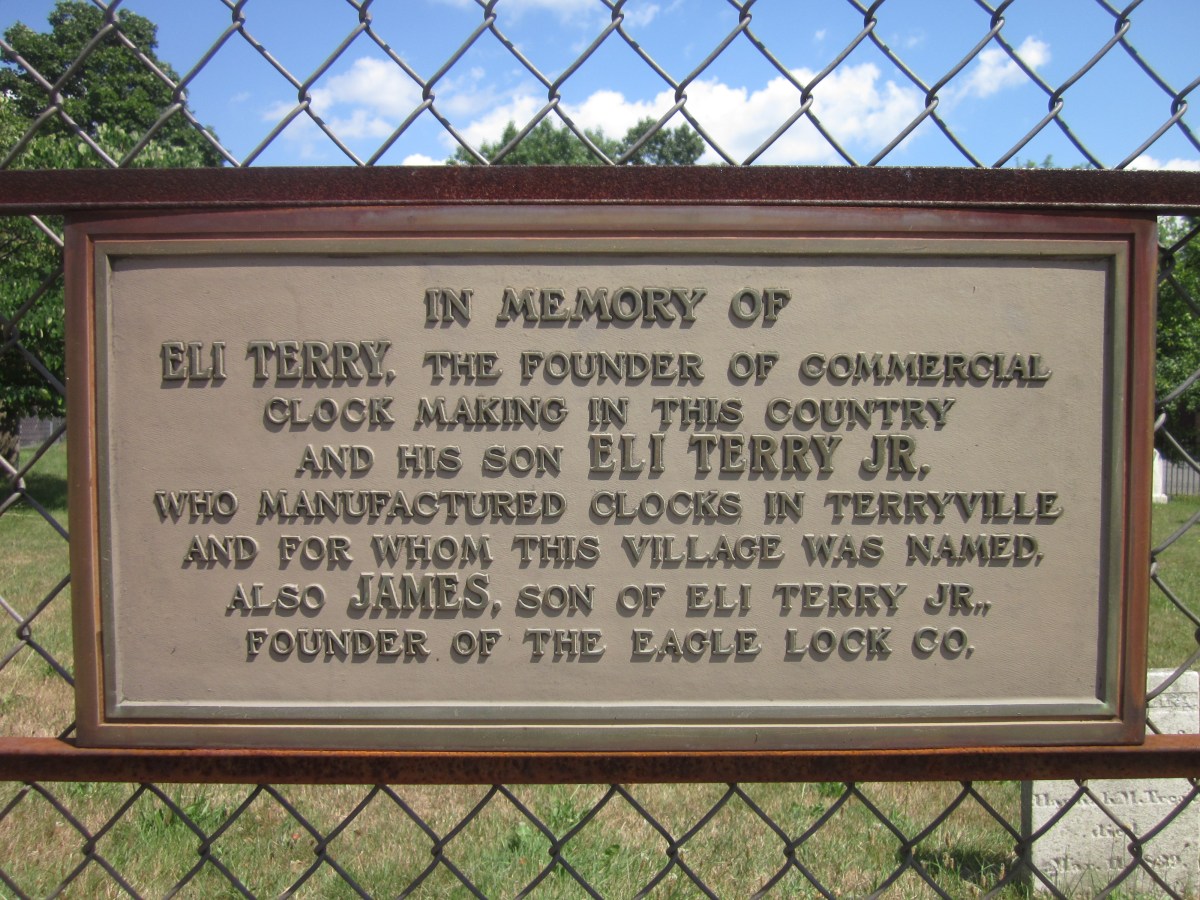 IN MEMORY OF
ELI TERRY, THE FOUNDER OF COMMERCIAL
CLOCK MAKING IN THIS COUNTRY
AND HIS SON ELI TERRY JR.
WHO MANUFACTURED CLOCKS IN TERRYVILLE
AND FOR WHOM THIS VILLAGE WAS NAMED.
ALSO JAMES, SON OF ELI TERRY JR.,
FOUNDER OF THE EAGLE LOCK CO.
died